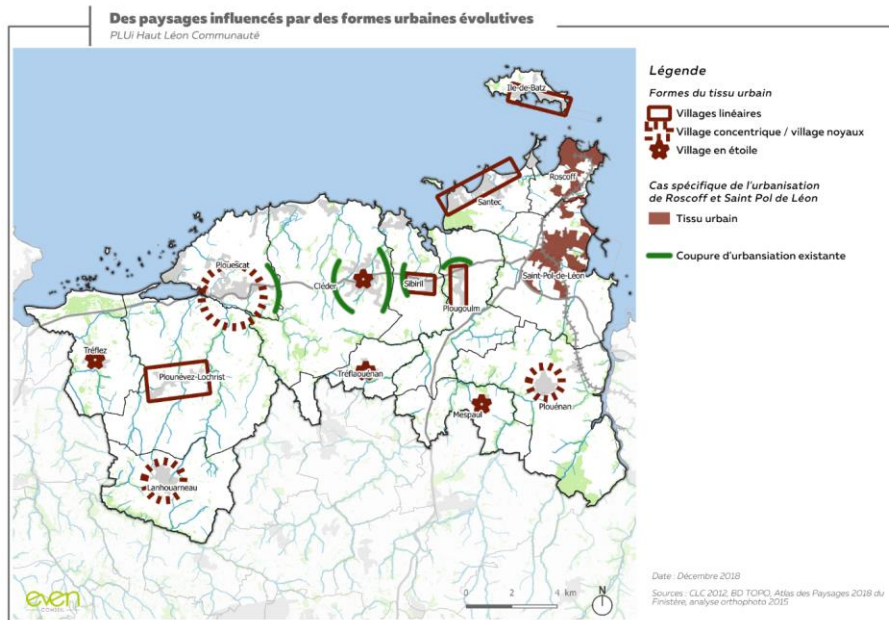 Des paysages influencés par des formes urbaines évolutives
PLUi Haut Léon Communauté
Légende
Formes du tissu urbain
Villages linéaires
Village concentrique / village noyaux
Village en étoile
Cas spécifique de l'urbanisation
de Roscoff et Saint Pol de Léon
Tissu urbain
Coupure d'urbansiation existante
Ile-de-Batz
Roscoff
Santec
Plouescat
Cléder
Sibiril
Plougoulm
Saint-Pol-de-Léon
Tréflez
Plounévez-Lochrist
Tréflaouénan
Mespaul
Plouénan
Lanhouarneau
even
CONSEIL
0 2 4 km
N
Date : Décembre 2018
Sources : CLC 2012, BD TOPO, Atlas des Paysages 2018 du
Finistère, analyse orthophoto 2015